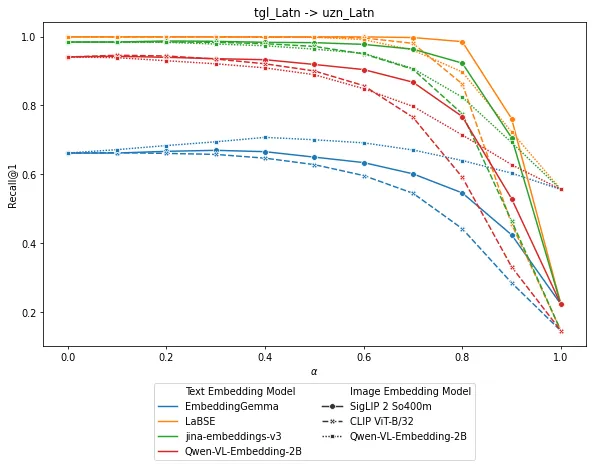 tgl_Latn -> uzn_Latn
Recall@1
1.0
0.8
0.6
0.4
0.2
0.0 0.2 0.4 0.6 0.8 1.0
α
Text Embedding Model
EmbeddingGemma
LaBSE
jina-embeddings-v3
Qwen-VL-Embedding-2B
Image Embedding Model
SigLIP 2 So400m
CLIP ViT-B/32
Qwen-VL-Embedding-2B